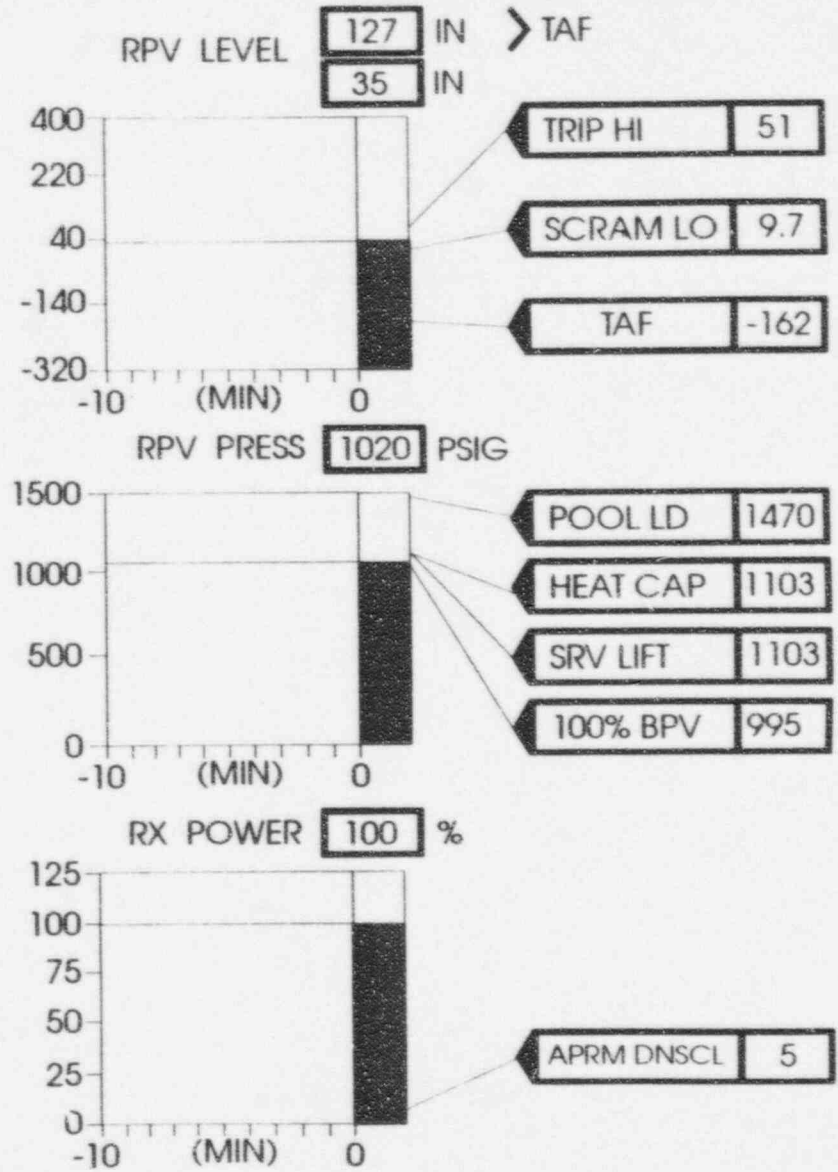 RPV LEVEL 127 IN > TAF
35 IN
400
220
40
-140
-320
-10 (MIN) 0
TRIP HI 51
SCRAM LO 9.7
TAF -162
RPV PRESS 1020 PSIG
1500
1000
500
0
-10 (MIN) 0
POOL LD 1470
HEAT CAP 1103
SRV LIFT 1103
100% BPV 995
RX POWER 100 %
125
100
75
50
25
0
-10 (MIN) 0
APRM DNSCL 5